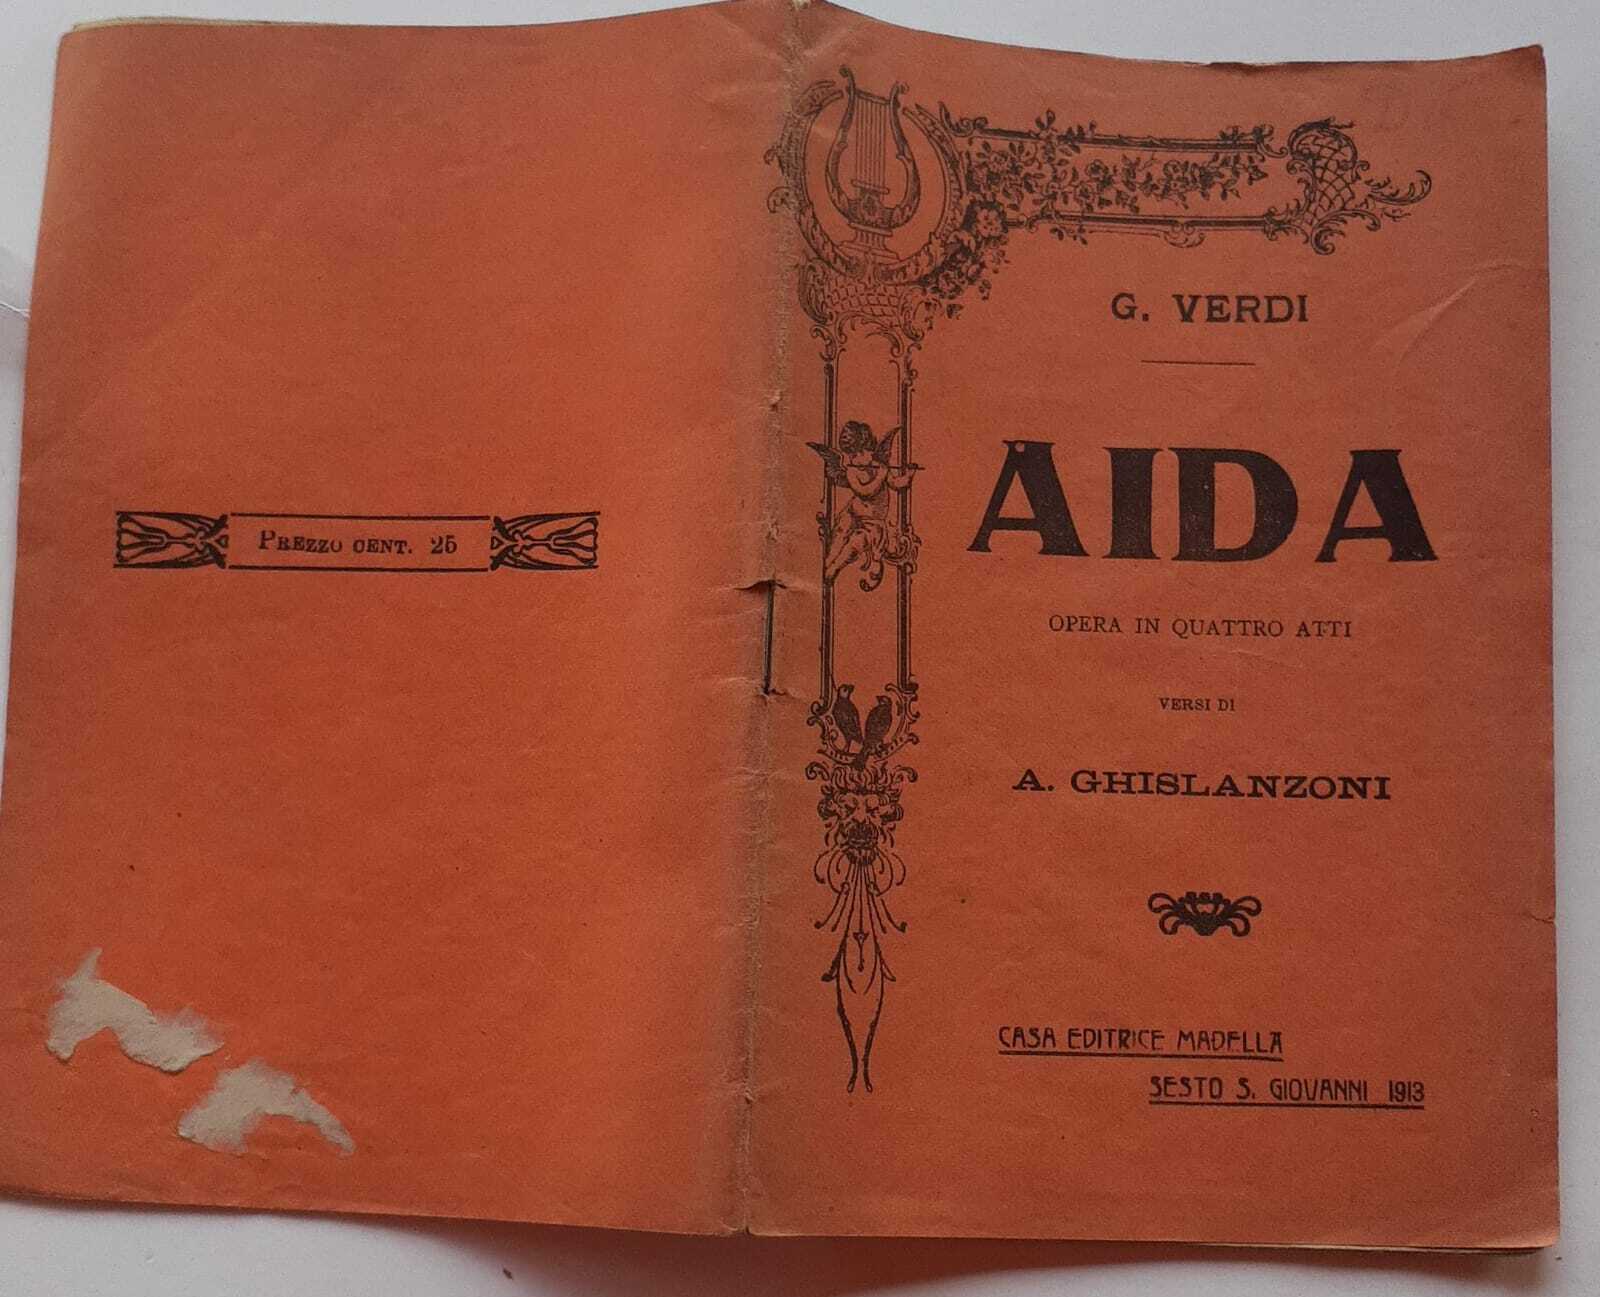 PREZZO CENT. 25
G. VERDI
AIDA
OPERA IN QUATTRO ATTI
VERSI DI
A. GHISLANZONI
CASA EDITRICE MADELLA
SESTO S. GIOVANNI 1913